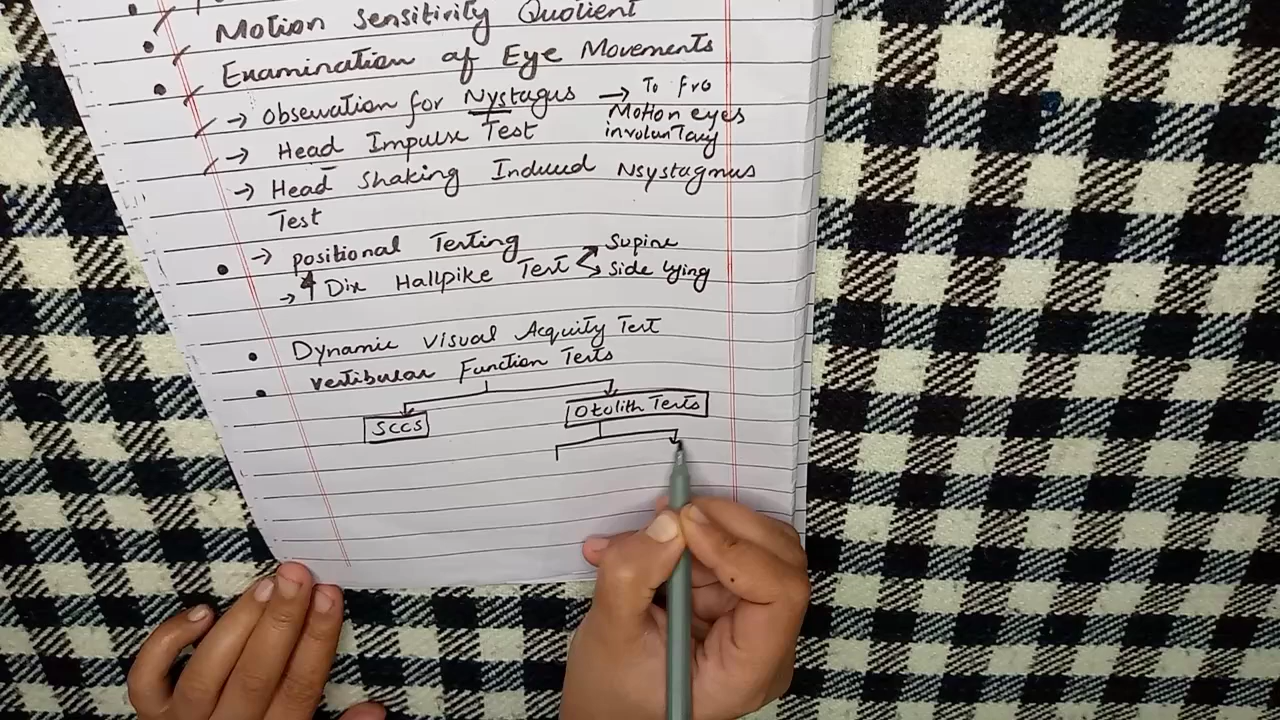 Motion Sensitivity Quotient
Examination of Eye Movements
→ Observation for Nystagus → To fro
Motion eyes
involuntary
→ Head Impulse Test
→ Head Shaking Induced Nsystagmus
Test
→ positional Testing
→ Dix Hallpike Test
Supine
Side lying
Dynamic visual Acquity Test
vestibular Function Tests
SCCS
Otolith Tests